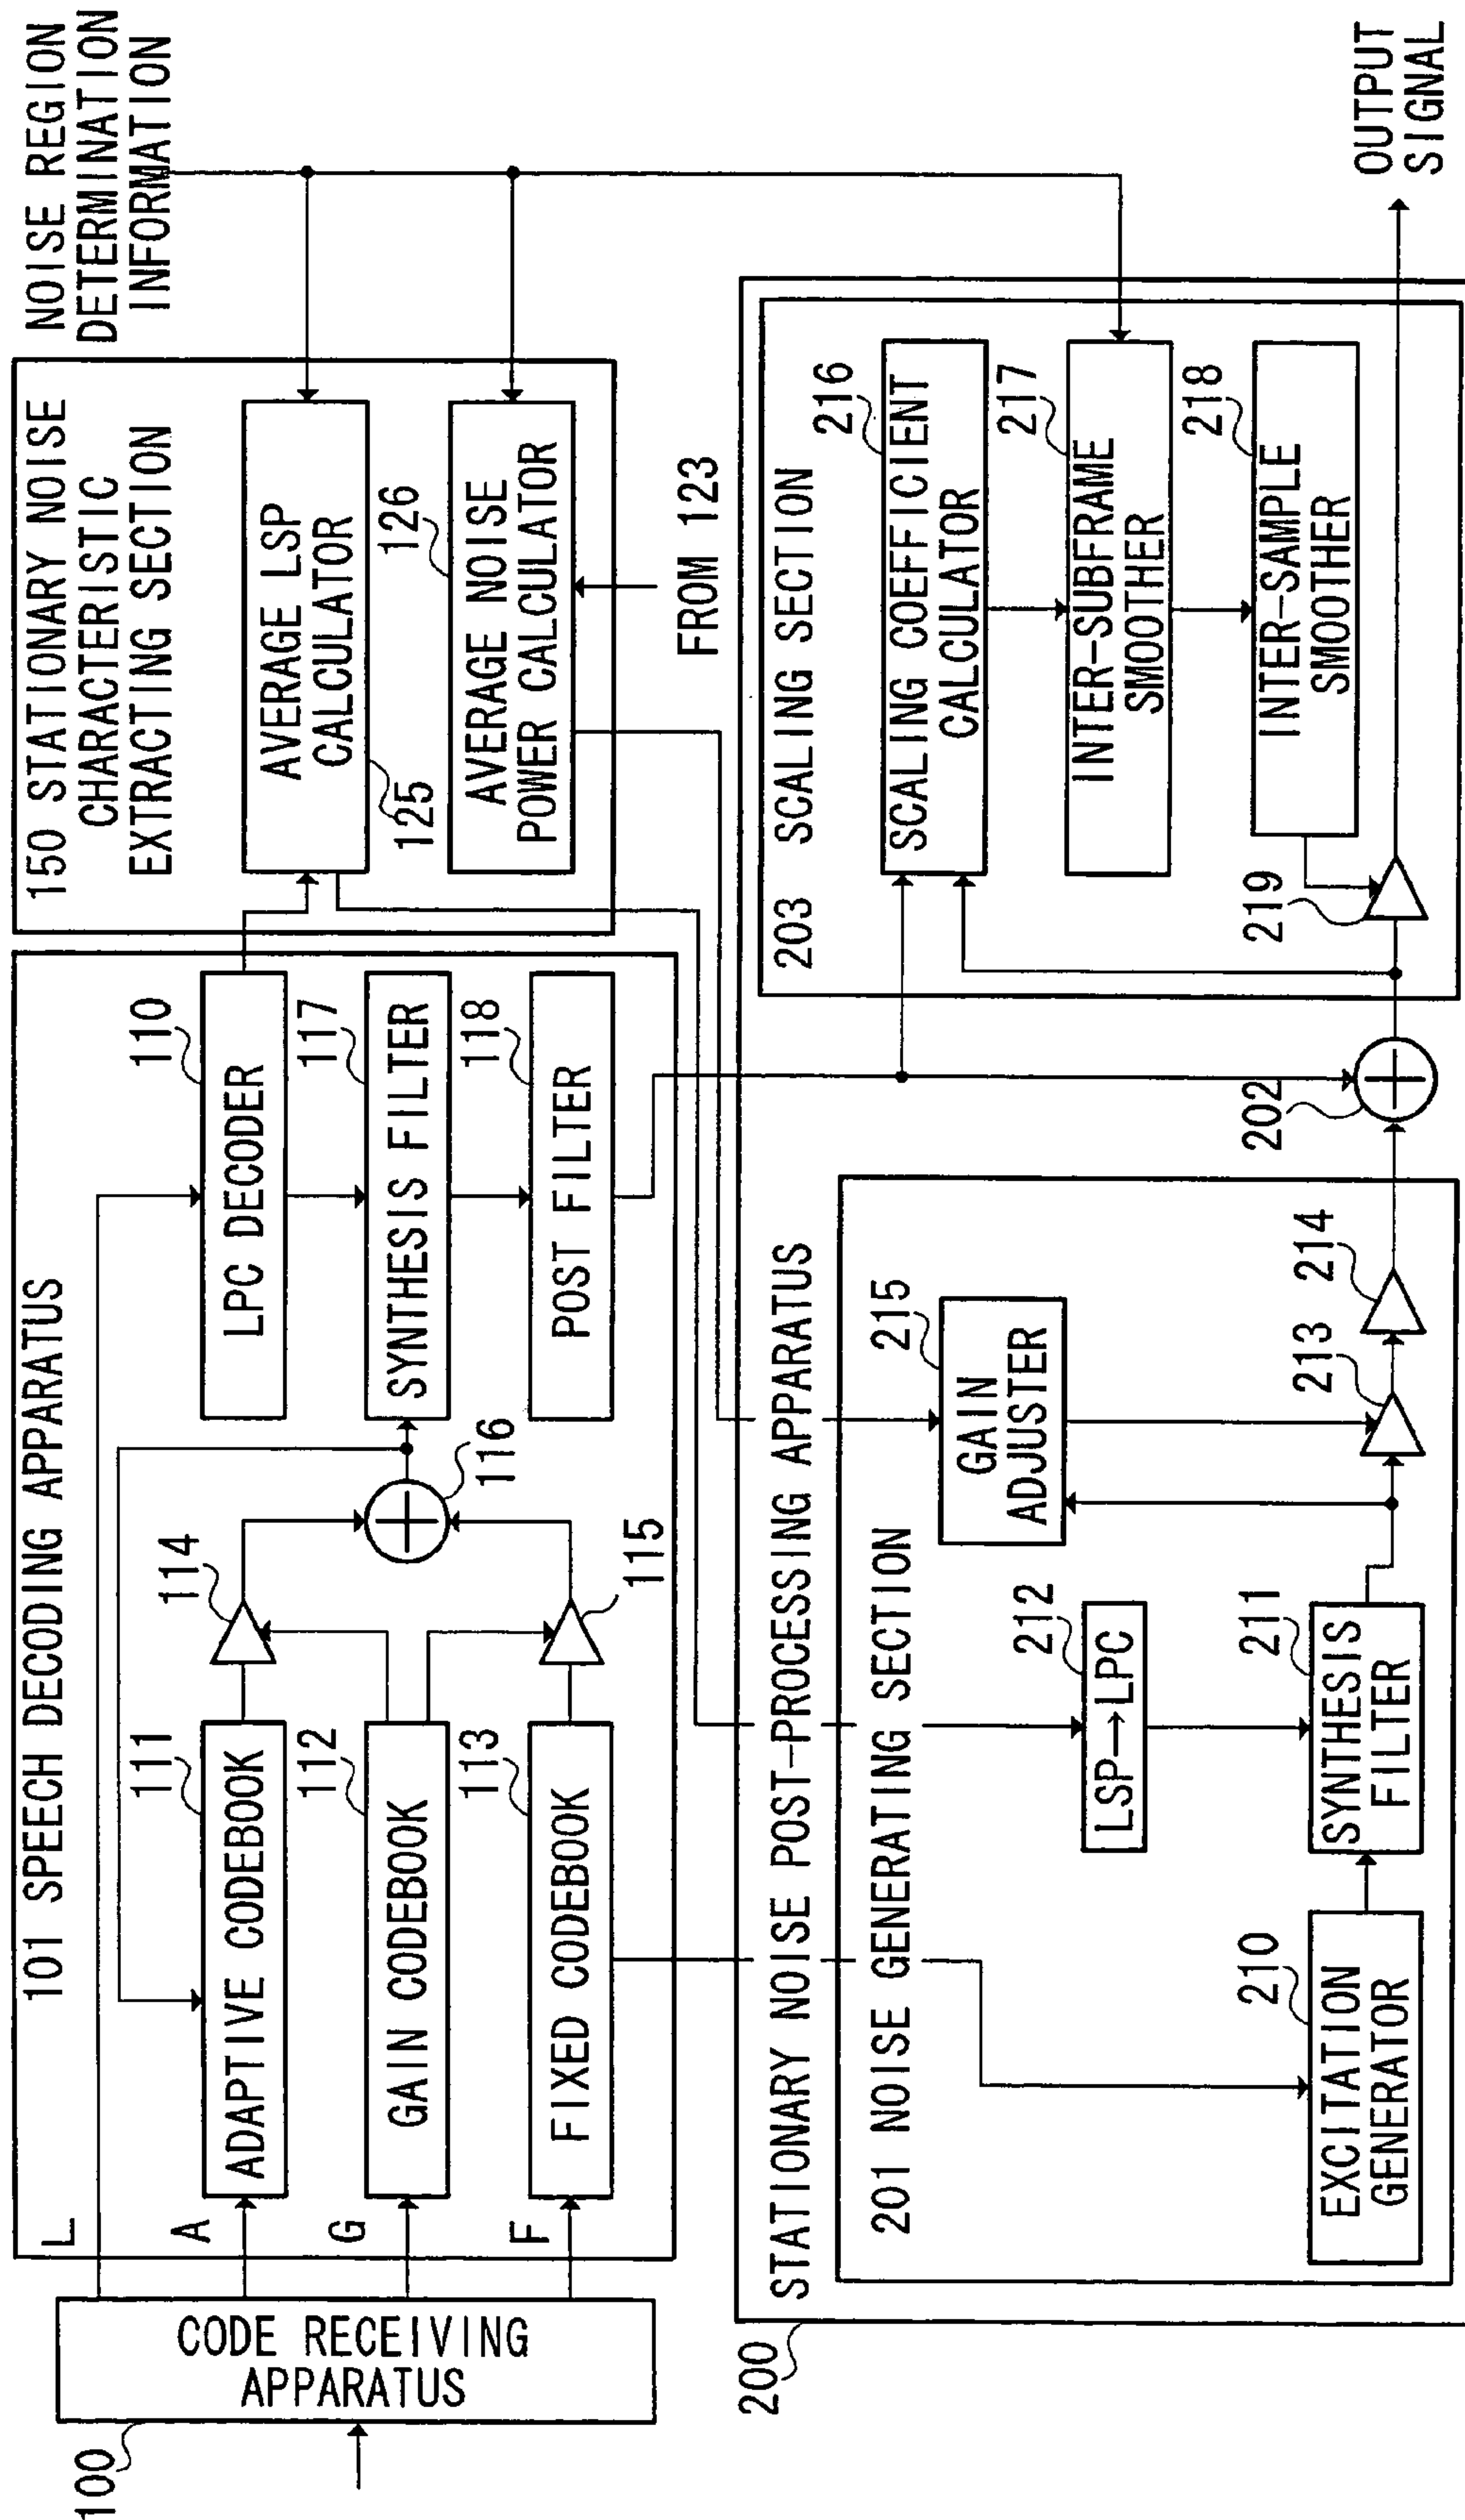 100
CODE RECEIVING
APPARATUS
101 SPEECH DECODING APPARATUS
L
A
G
F
ADAPTIVE CODEBOOK
111
GAIN CODEBOOK
112
FIXED CODEBOOK
113
114
115
116
LPC DECODER
110
SYNTHESIS FILTER
117
POST FILTER
118
150 STATIONARY NOISE
CHARACTERISTIC
EXTRACTING SECTION
AVERAGE LSP
CALCULATOR
125
126
AVERAGE NOISE
POWER CALCULATOR
FROM 123
NOISE REGION
DETERMINATION
INFORMATION
200
STATIONARY NOISE POST-PROCESSING APPARATUS
201 NOISE GENERATING SECTION
EXCITATION
GENERATOR
210
SYNTHESIS
FILTER
211
LSP→LPC
212
GAIN
ADJUSTER
215
213
214
202
203 SCALING SECTION
216
SCALING COEFFICIENT
CALCULATOR
217
INTER-SUBFRAME
SMOOTHER
218
INTER-SAMPLE
SMOOTHER
219
OUTPUT
SIGNAL